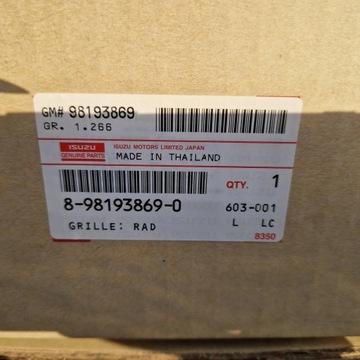 GM# 98193869
GR. 1.266
ISUZU
GENUINE PARTS
ISUZU MOTORS LIMITED JAPAN
MADE IN THAILAND
QTY. 1
8-98193869-0
603-001
GRILLE: RAD
L LC
8350